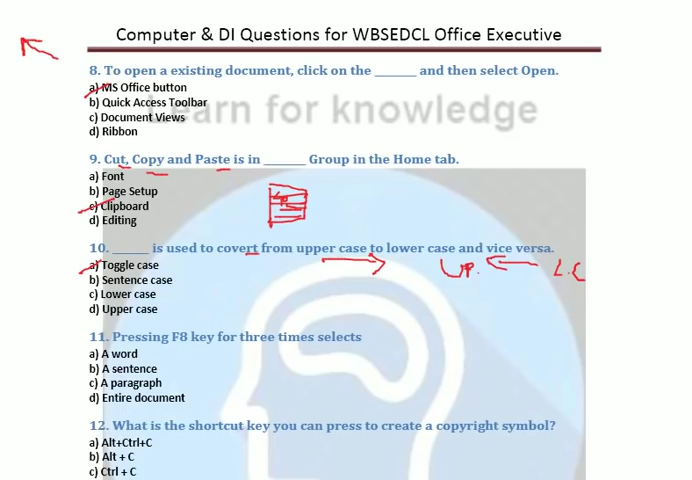 Computer & DI Questions for WBSEDCL Office Executive
8. To open a existing document, click on the ______ and then select Open.
a) MS Office button
b) Quick Access Toolbar
c) Document Views
d) Ribbon
Learn for knowledge
9. Cut, Copy and Paste is in ______ Group in the Home tab.
a) Font
b) Page Setup
c) Clipboard
d) Editing
10. ______ is used to covert from upper case to lower case and vice versa.
a) Toggle case
UP. L.C
b) Sentence case
c) Lower case
d) Upper case
11. Pressing F8 key for three times selects
a) A word
b) A sentence
c) A paragraph
d) Entire document
12. What is the shortcut key you can press to create a copyright symbol?
a) Alt+Ctrl+C
b) Alt + C
c) Ctrl + C